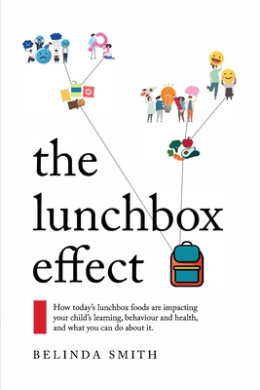 the
lunchbox
effect
How today's lunchbox foods are impacting
your child's learning, behaviour and health,
and what you can do about it.
BELINDA SMITH